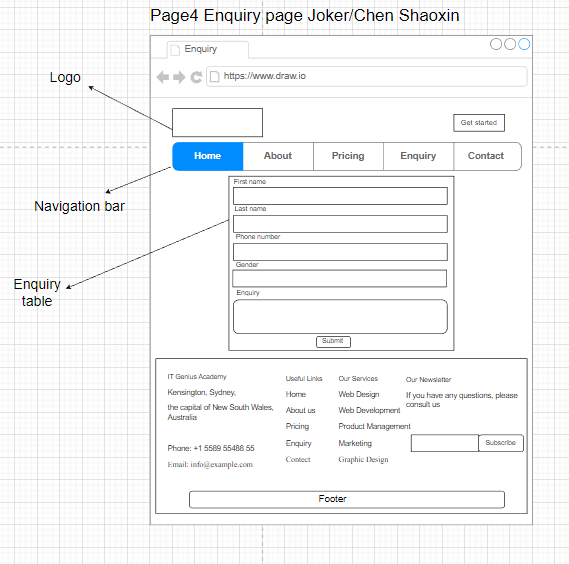 Page4 Enquiry page Joker/Chen Shaoxin
Enquiry
https://www.draw.io
Logo
Get started
Home About Pricing Enquiry Contact
Navigation bar
First name
Last name
Phone number
Gender
Enquiry
Enquiry
table
Submit
IT Genius Academy
Kensington, Sydney,
the capital of New South Wales,
Australia
Phone: +1 5589 55488 55
Email: info@example.com
Useful Links
Home
About us
Pricing
Enquiry
Contect
Our Services
Web Design
Web Development
Product Management
Marketing
Graphic Design
Our Newsletter
If you have any questions, please
consult us
Subscribe
Footer